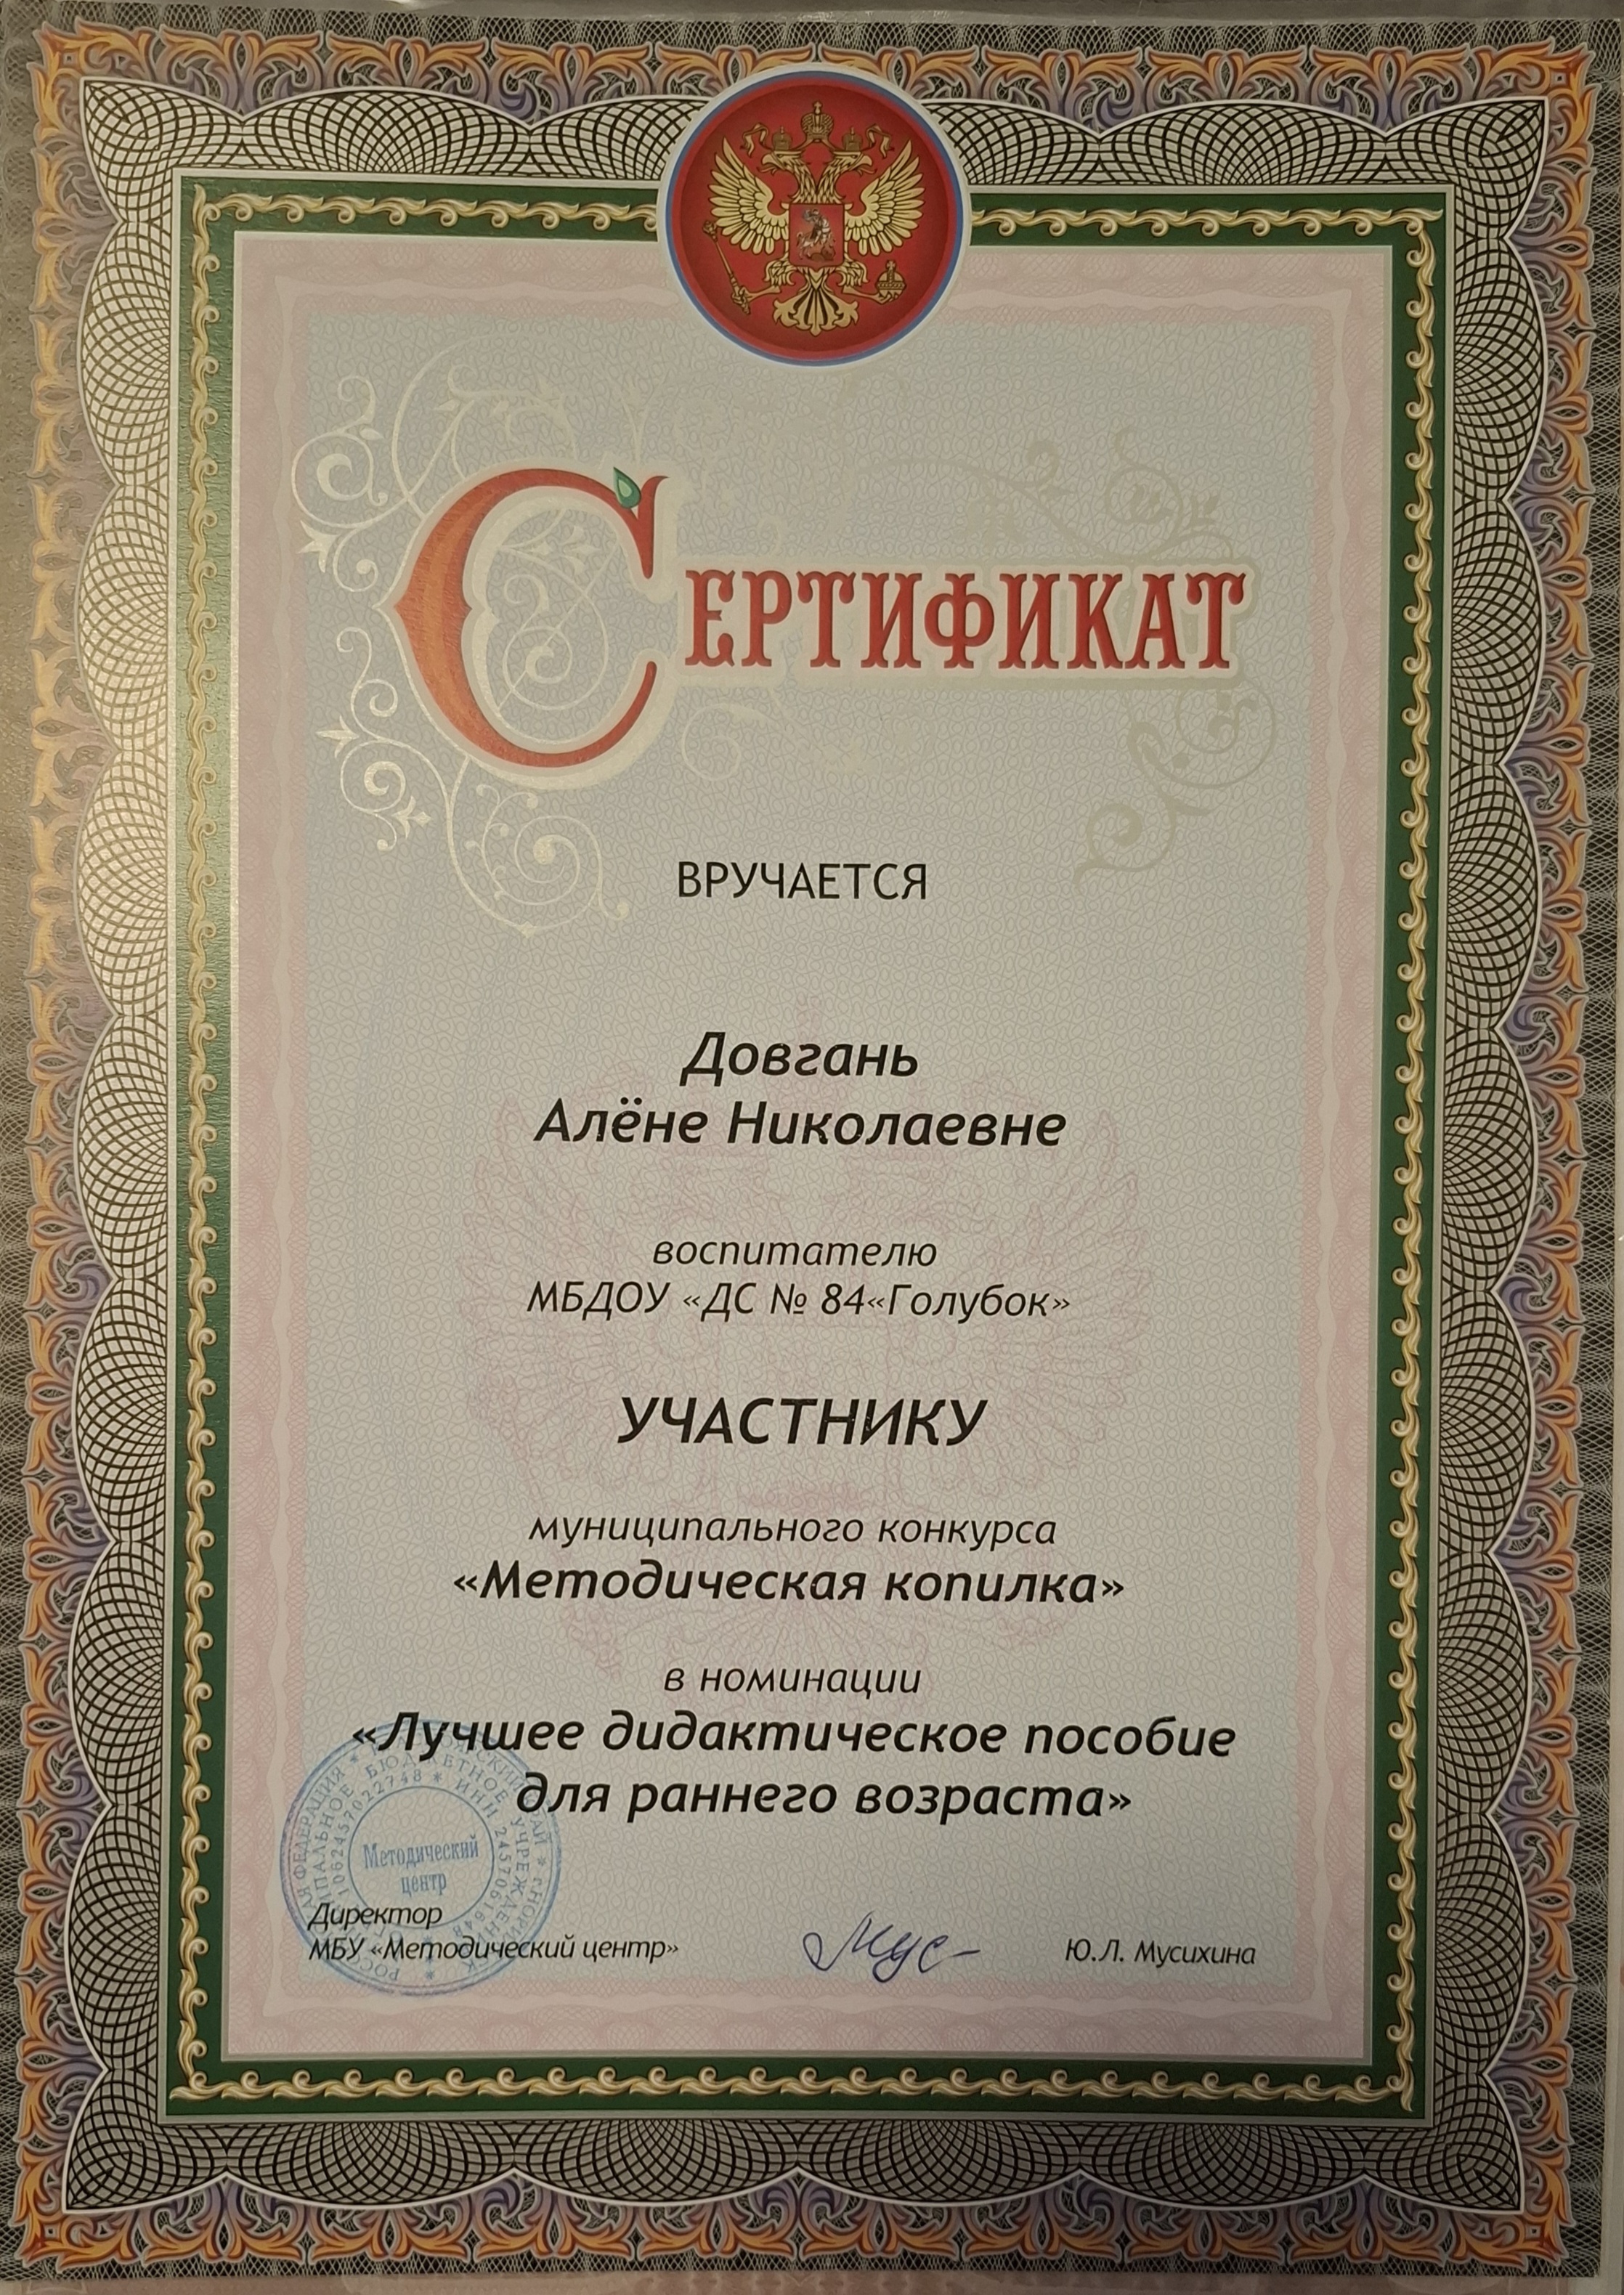 СЕРТИФИКАТ
ВРУЧАЕТСЯ
Довгань
Алёне Николаевне
воспитателю
МБДОУ «ДС № 84«Голубок»
УЧАСТНИКУ
муниципального конкурса
«Методическая копилка»
в номинации
«Лучшее дидактическое пособие
для раннего возраста»
Методический
центр
Директор
МБУ «Методический центр»
Ю.Л. Мусихина